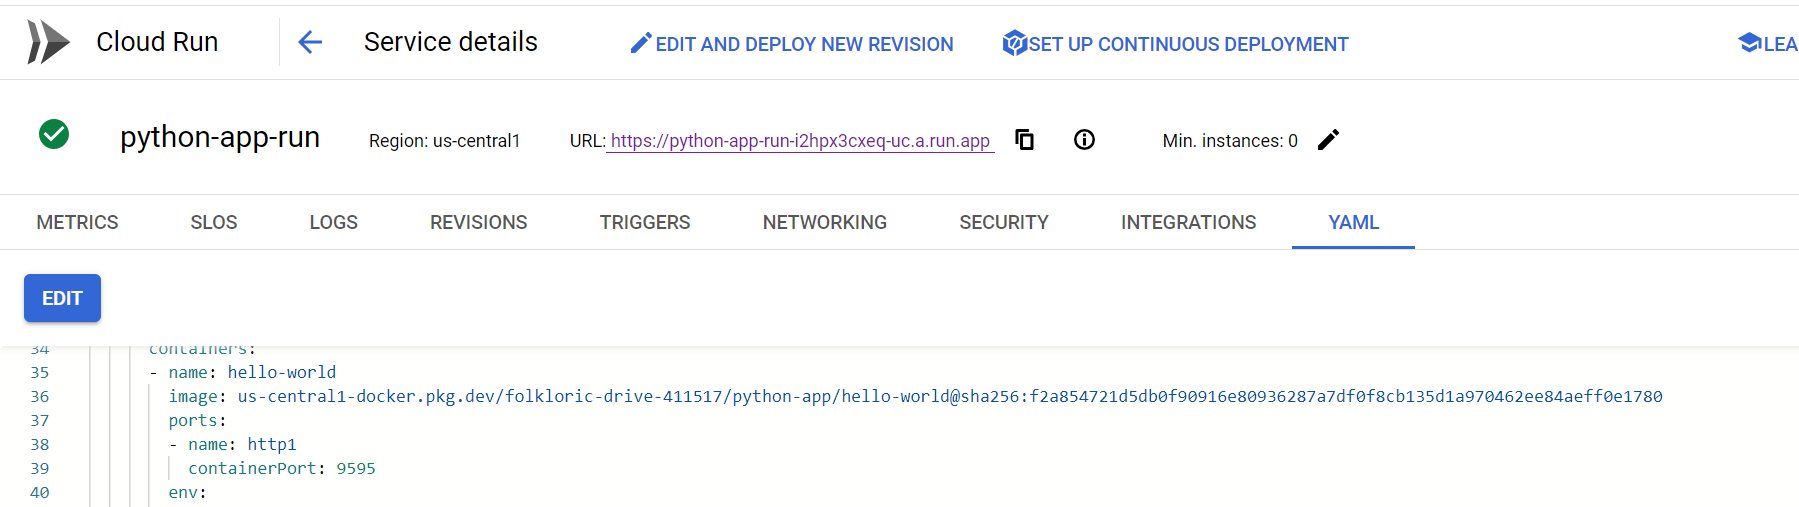 Cloud Run
Service details
EDIT AND DEPLOY NEW REVISION
SET UP CONTINUOUS DEPLOYMENT
LEA
python-app-run
Region: us-central1
URL: https://python-app-run-i2hpx3cxeq-uc.a.run.app
Min. instances: 0
METRICS
SLOS
LOGS
REVISIONS
TRIGGERS
NETWORKING
SECURITY
INTEGRATIONS
YAML
EDIT
34 containers:
35 - name: hello-world
36 image: us-central1-docker.pkg.dev/folkloric-drive-411517/python-app/hello-world@sha256:f2a854721d5db0f90916e80936287a7df0f8cb135d1a970462ee84aeff0e1780
37 ports:
38 - name: http1
39 containerPort: 9595
40 env: